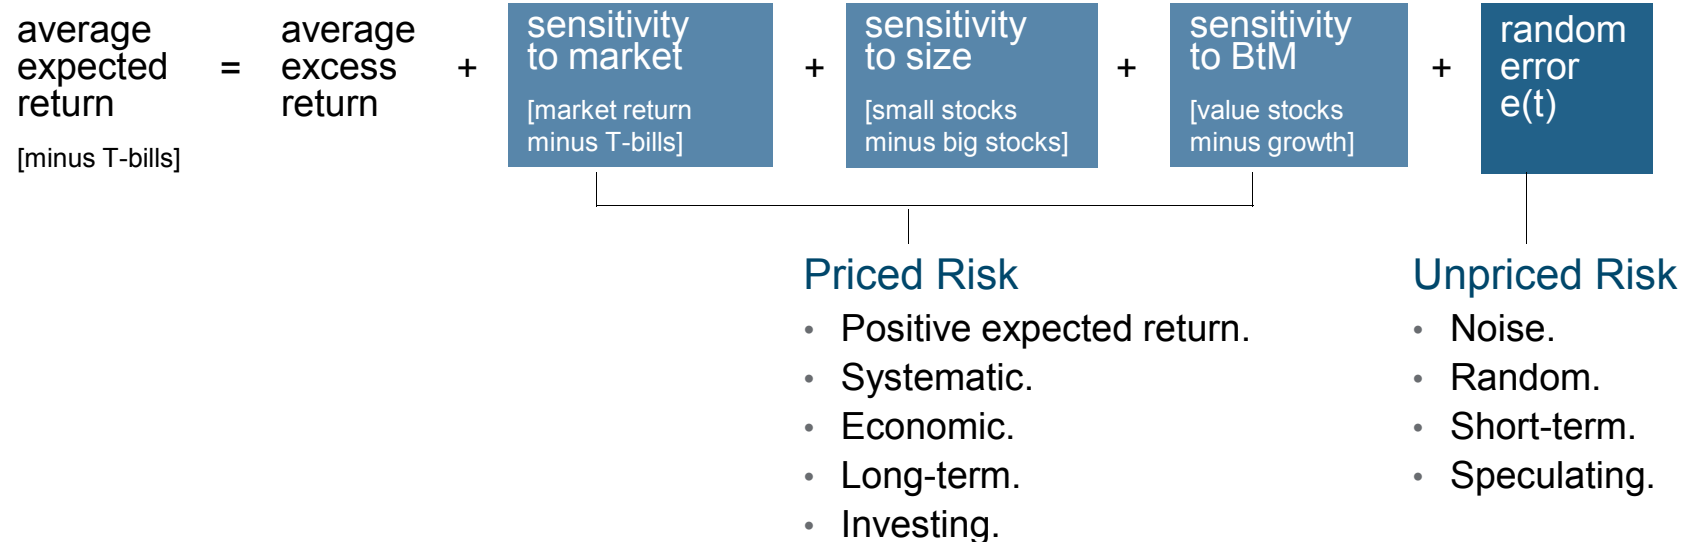 average
expected
return
[minus T-bills]
=
average
excess
return
+
sensitivity
to market
[market return
minus T-bills]
+
sensitivity
to size
[small stocks
minus big stocks]
+
sensitivity
to BtM
[value stocks
minus growth]
+
random
error
e(t)
Priced Risk
• Positive expected return.
• Systematic.
• Economic.
• Long-term.
• Investing.
Unpriced Risk
• Noise.
• Random.
• Short-term.
• Speculating.